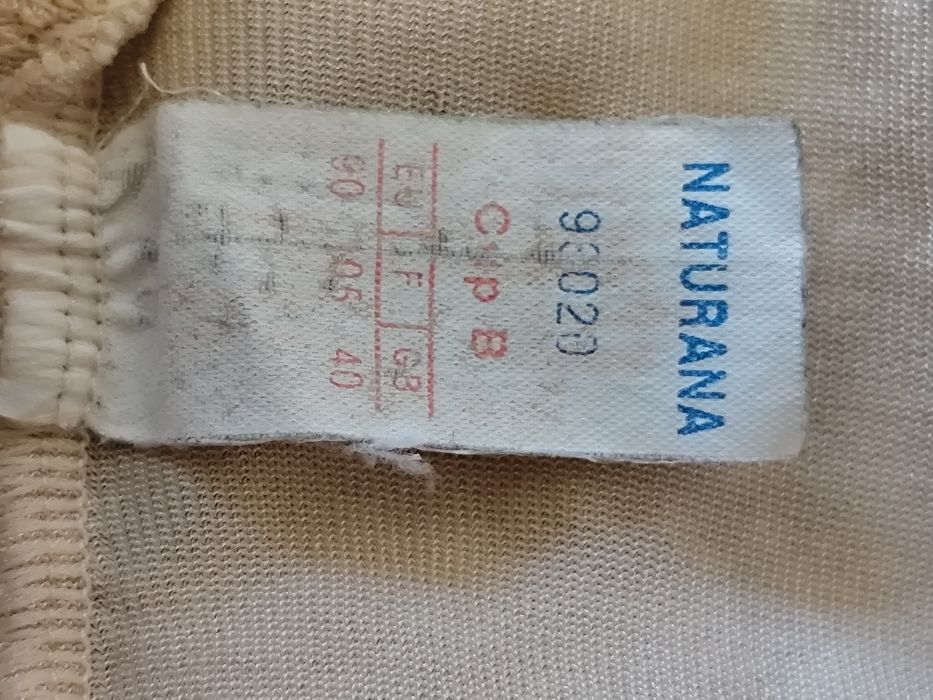 NATURANA
Cup B
EU F GB
90 105 40